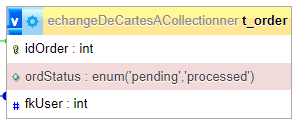 v echangeDeCartesACollectionner t_order
idOrder : int
ordStatus : enum('pending','processed')
# fkUser : int